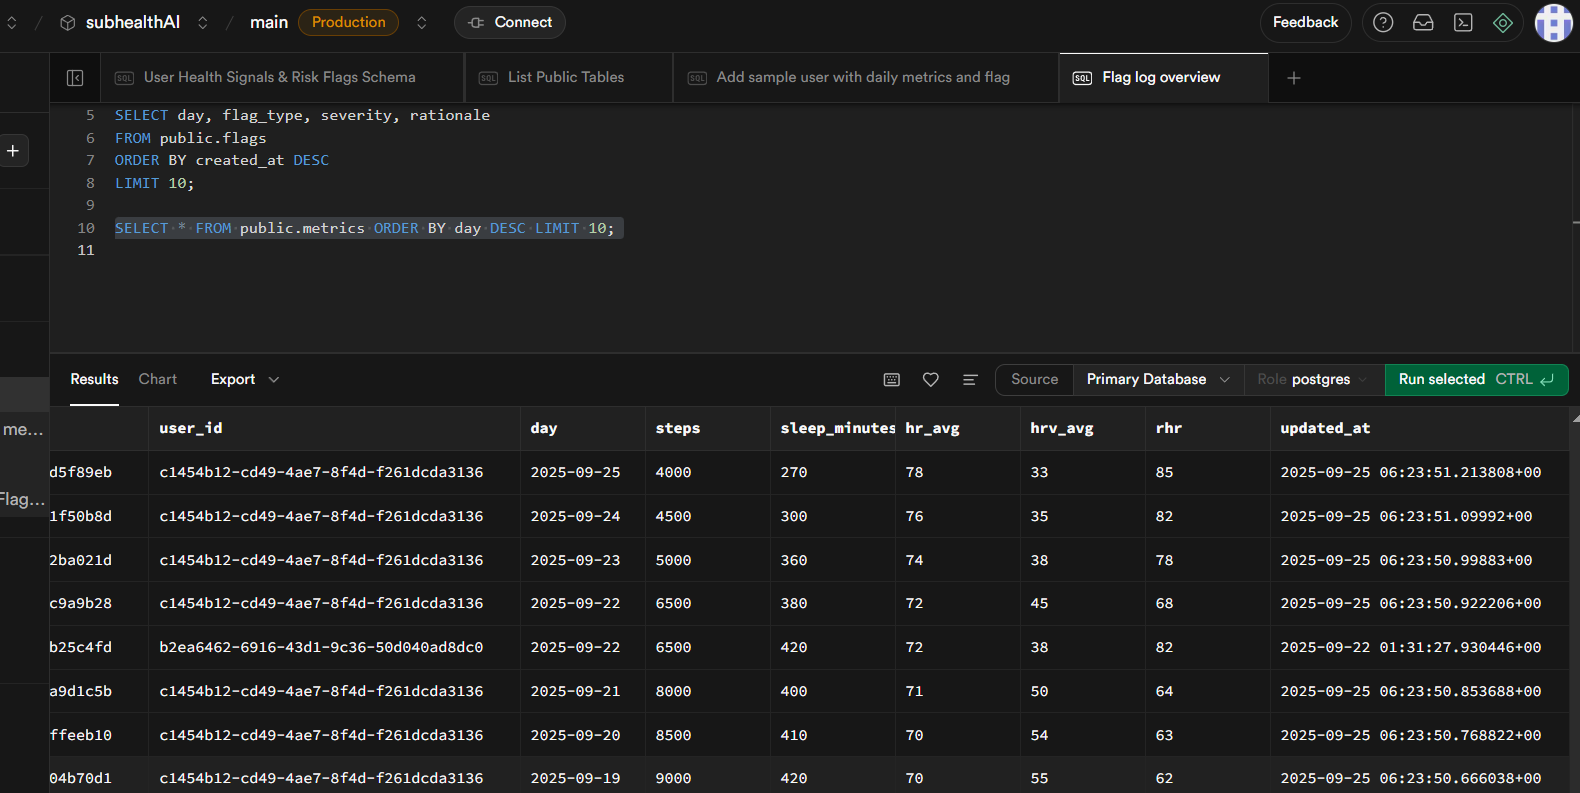 subhealthAI / main Production Connect Feedback
User Health Signals & Risk Flags Schema List Public Tables Add sample user with daily metrics and flag Flag log overview
5 SELECT day, flag_type, severity, rationale
6 FROM public.flags
7 ORDER BY created_at DESC
8 LIMIT 10;
9
10 SELECT * FROM public.metrics ORDER BY day DESC LIMIT 10;
11
Results Chart Export Source Primary Database Role postgres Run selected CTRL
me...
Flag...
user_id day steps sleep_minutes hr_avg hrv_avg rhr updated_at
d5f89eb c1454b12-cd49-4ae7-8f4d-f261dcda3136 2025-09-25 4000 270 78 33 85 2025-09-25 06:23:51.213808+00
1f50b8d c1454b12-cd49-4ae7-8f4d-f261dcda3136 2025-09-24 4500 300 76 35 82 2025-09-25 06:23:51.09992+00
2ba021d c1454b12-cd49-4ae7-8f4d-f261dcda3136 2025-09-23 5000 360 74 38 78 2025-09-25 06:23:50.99883+00
c9a9b28 c1454b12-cd49-4ae7-8f4d-f261dcda3136 2025-09-22 6500 380 72 45 68 2025-09-25 06:23:50.922206+00
b25c4fd b2ea6462-6916-43d1-9c36-50d040ad8dc0 2025-09-22 6500 420 72 38 82 2025-09-22 01:31:27.930446+00
a9d1c5b c1454b12-cd49-4ae7-8f4d-f261dcda3136 2025-09-21 8000 400 71 50 64 2025-09-25 06:23:50.853688+00
ffeeb10 c1454b12-cd49-4ae7-8f4d-f261dcda3136 2025-09-20 8500 410 70 54 63 2025-09-25 06:23:50.768822+00
04b70d1 c1454b12-cd49-4ae7-8f4d-f261dcda3136 2025-09-19 9000 420 70 55 62 2025-09-25 06:23:50.666038+00